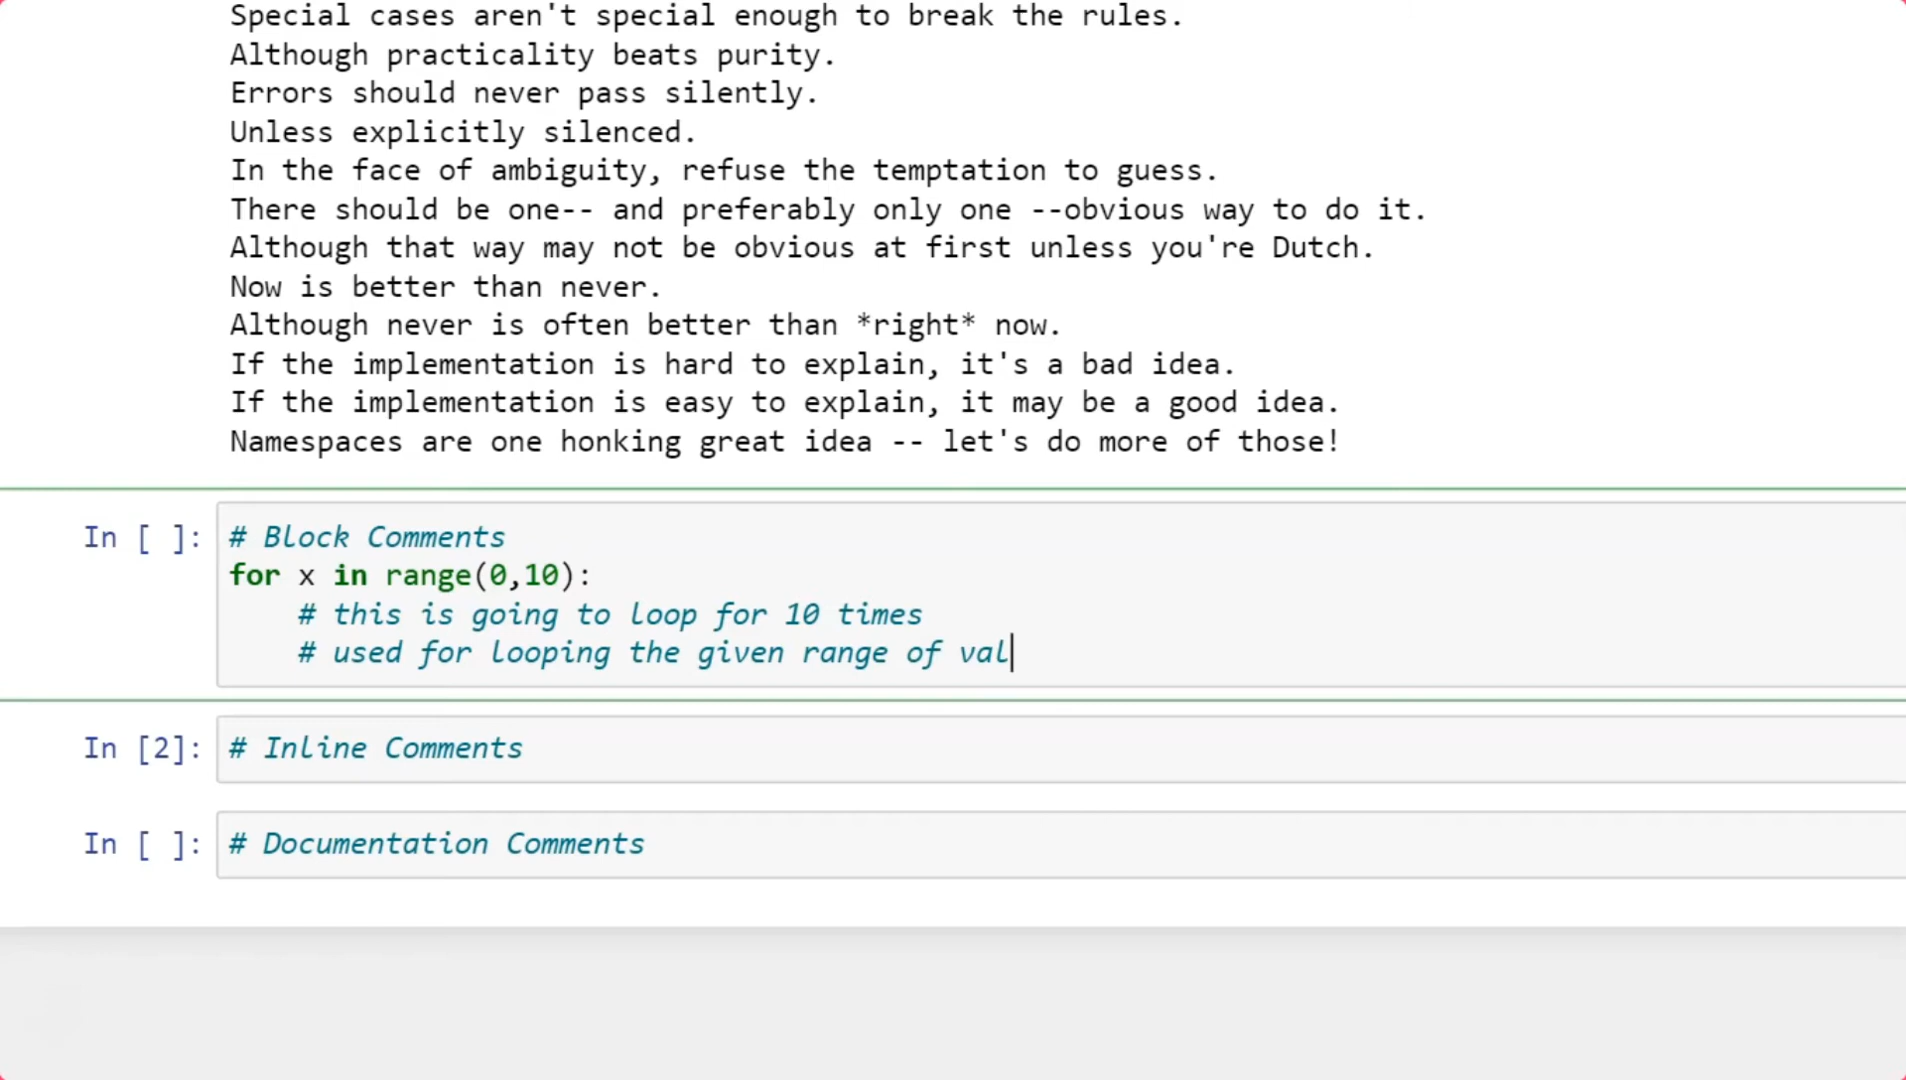 Special cases aren't special enough to break the rules.
Although practicality beats purity.
Errors should never pass silently.
Unless explicitly silenced.
In the face of ambiguity, refuse the temptation to guess.
There should be one-- and preferably only one --obvious way to do it.
Although that way may not be obvious at first unless you're Dutch.
Now is better than never.
Although never is often better than *right* now.
If the implementation is hard to explain, it's a bad idea.
If the implementation is easy to explain, it may be a good idea.
Namespaces are one honking great idea -- let's do more of those!
In [ ]: # Block Comments
for x in range(0,10):
    # this is going to loop for 10 times
    # used for looping the given range of val
In [2]: # Inline Comments
In [ ]: # Documentation Comments